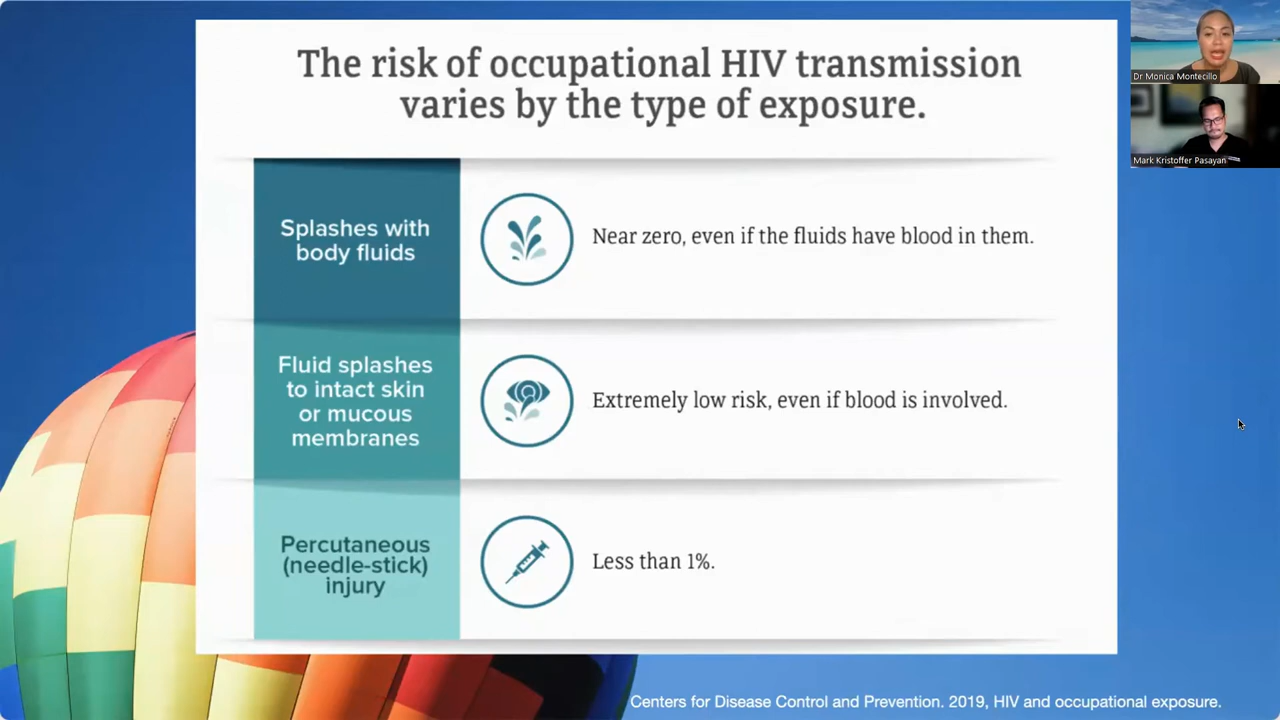 The risk of occupational HIV transmission
varies by the type of exposure.
Splashes with
body fluids
Near zero, even if the fluids have blood in them.
Fluid splashes
to intact skin
or mucous
membranes
Extremely low risk, even if blood is involved.
Percutaneous
(needle-stick)
injury
Less than 1%.
Centers for Disease Control and Prevention. 2019, HIV and occupational exposure.
Dr Monica Montecillo
Mark Kristoffer Pasayan